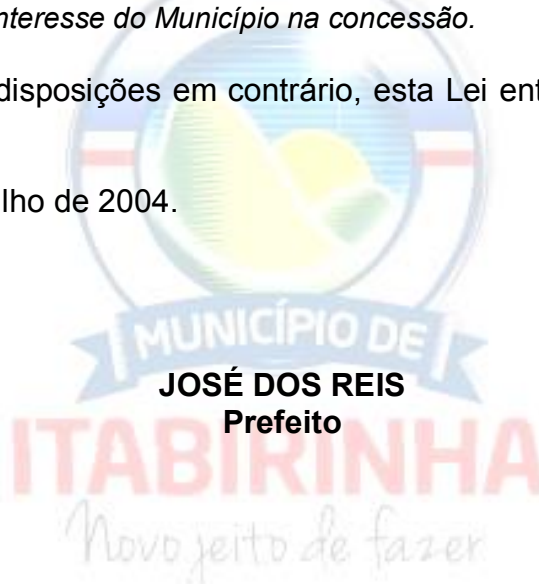 nteresse do Município na concessão.
disposições em contrário, esta Lei ent
lho de 2004.
MUNICÍPIO DE
JOSÉ DOS REIS
Prefeito
ITABIRINHA
Novo jeito de fazer